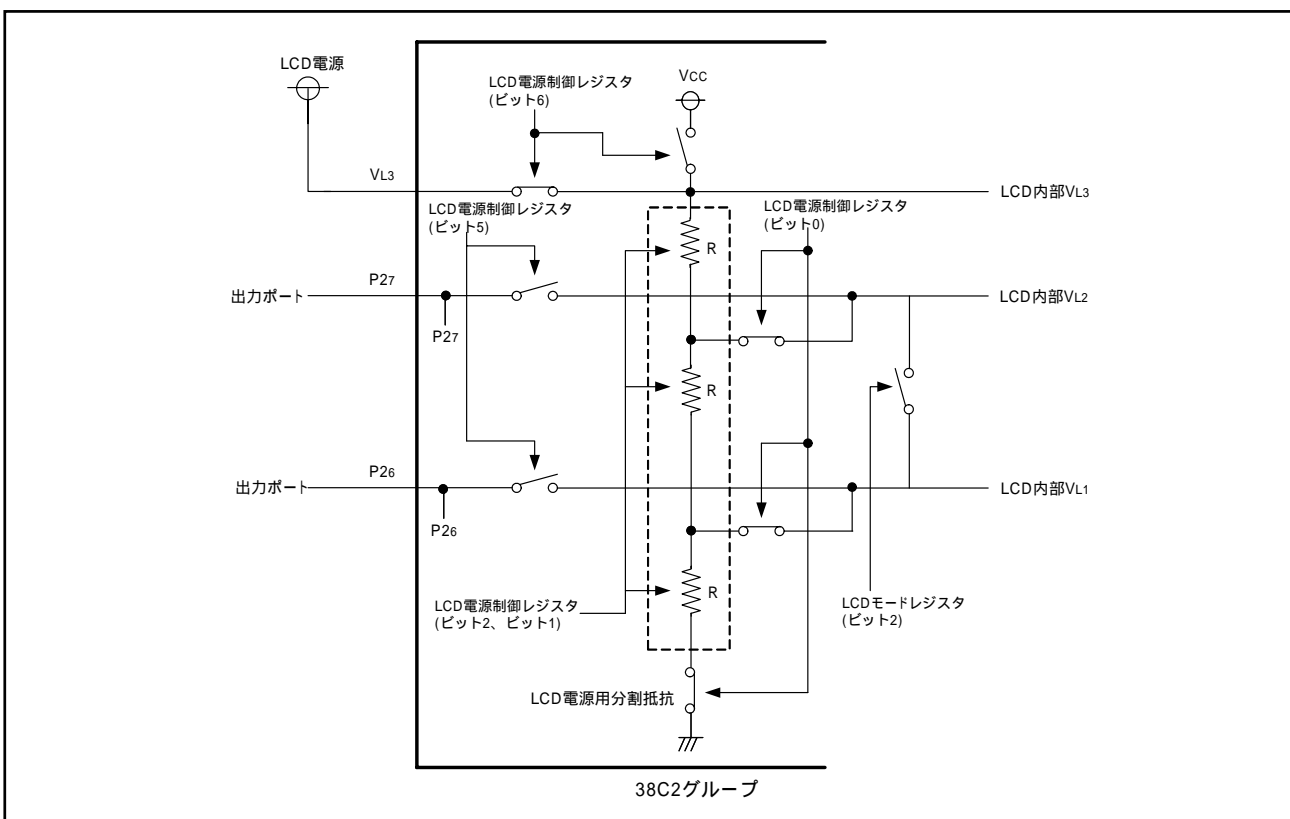 LCD電源
LCD電源制御レジスタ
(ビット6)
VCC
VL3
LCD内部VL3
LCD電源制御レジスタ
(ビット5)
LCD電源制御レジスタ
(ビット0)
R
出力ポート
P27
P27
LCD内部VL2
R
出力ポート
P26
P26
LCD内部VL1
R
LCD電源制御レジスタ
(ビット2、ビット1)
LCDモードレジスタ
(ビット2)
LCD電源用分割抵抗
38C2グループ